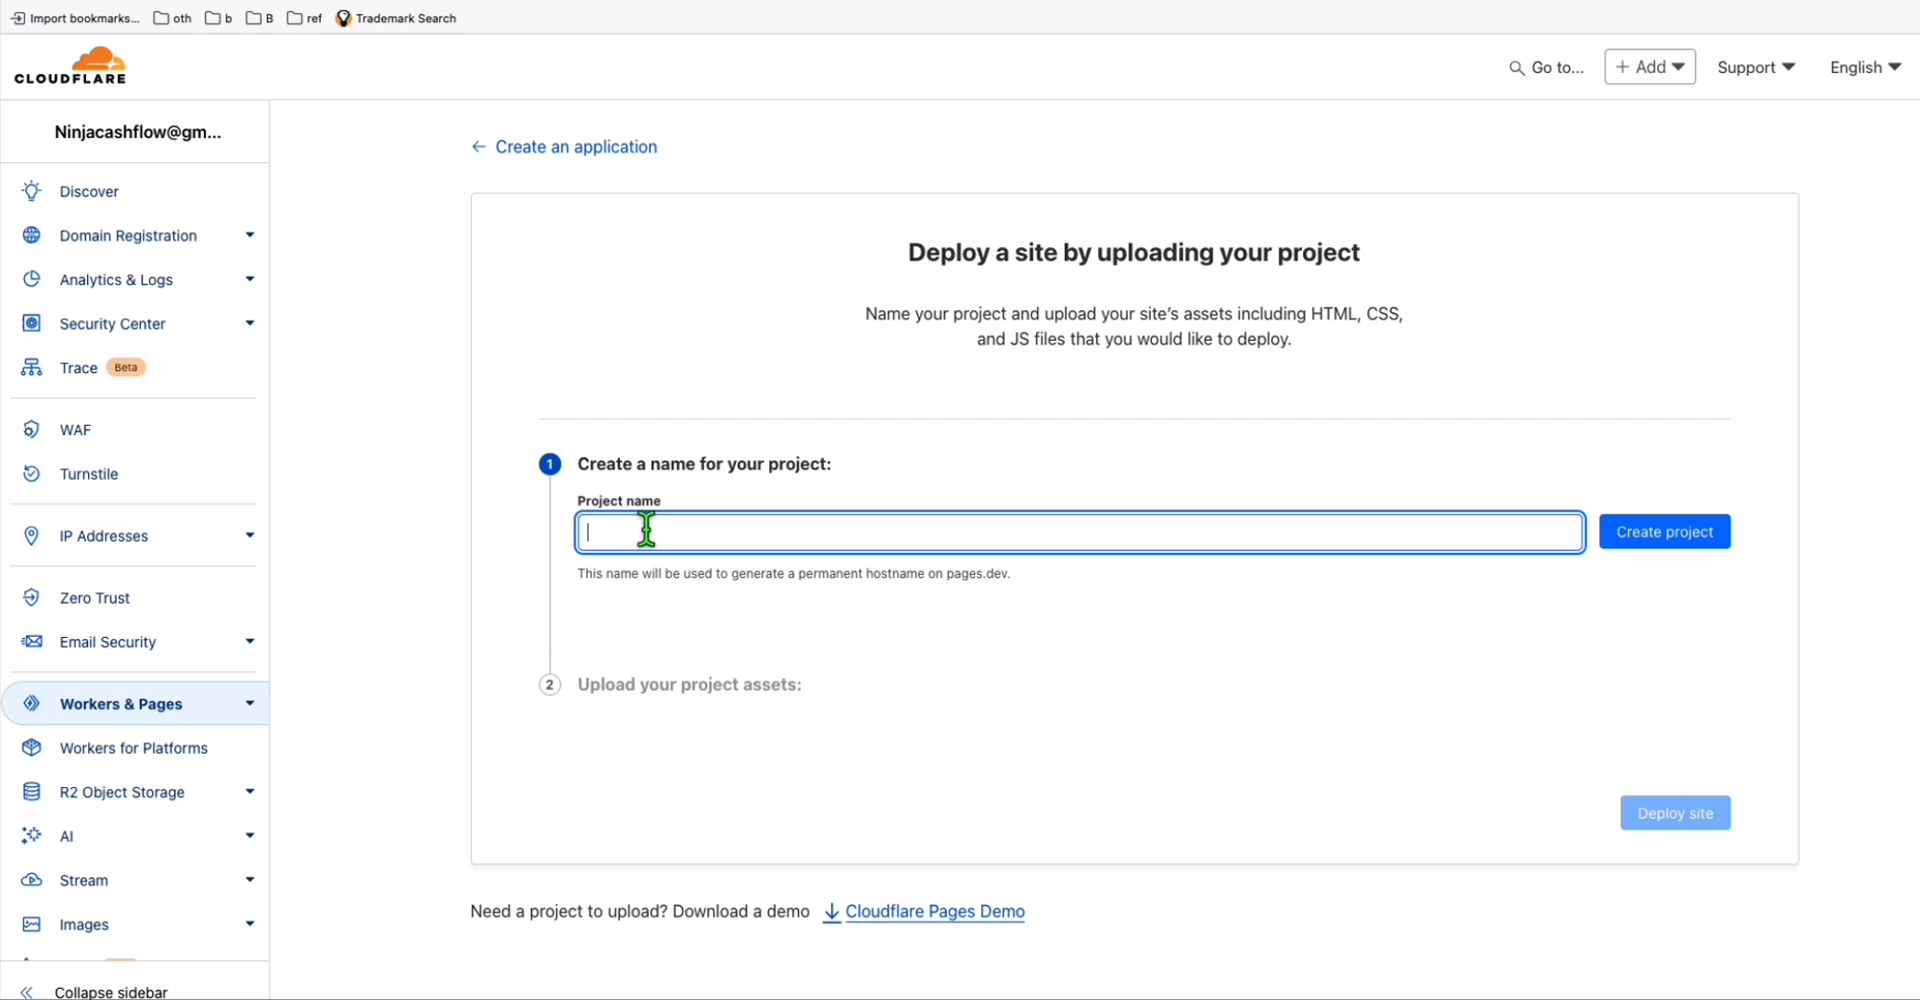 Import bookmarks...
oth
b
B
ref
Trademark Search
CLOUDFLARE
Go to...
+ Add
Support
English
Ninjacashflow@gm...
Discover
Domain Registration
Analytics & Logs
Security Center
Trace Beta
WAF
Turnstile
IP Addresses
Zero Trust
Email Security
Workers & Pages
Workers for Platforms
R2 Object Storage
AI
Stream
Images
Collapse sidebar
← Create an application
Deploy a site by uploading your project
Name your project and upload your site's assets including HTML, CSS,
and JS files that you would like to deploy.
1 Create a name for your project:
Project name
Create project
This name will be used to generate a permanent hostname on pages.dev.
2 Upload your project assets:
Deploy site
Need a project to upload? Download a demo Cloudflare Pages Demo